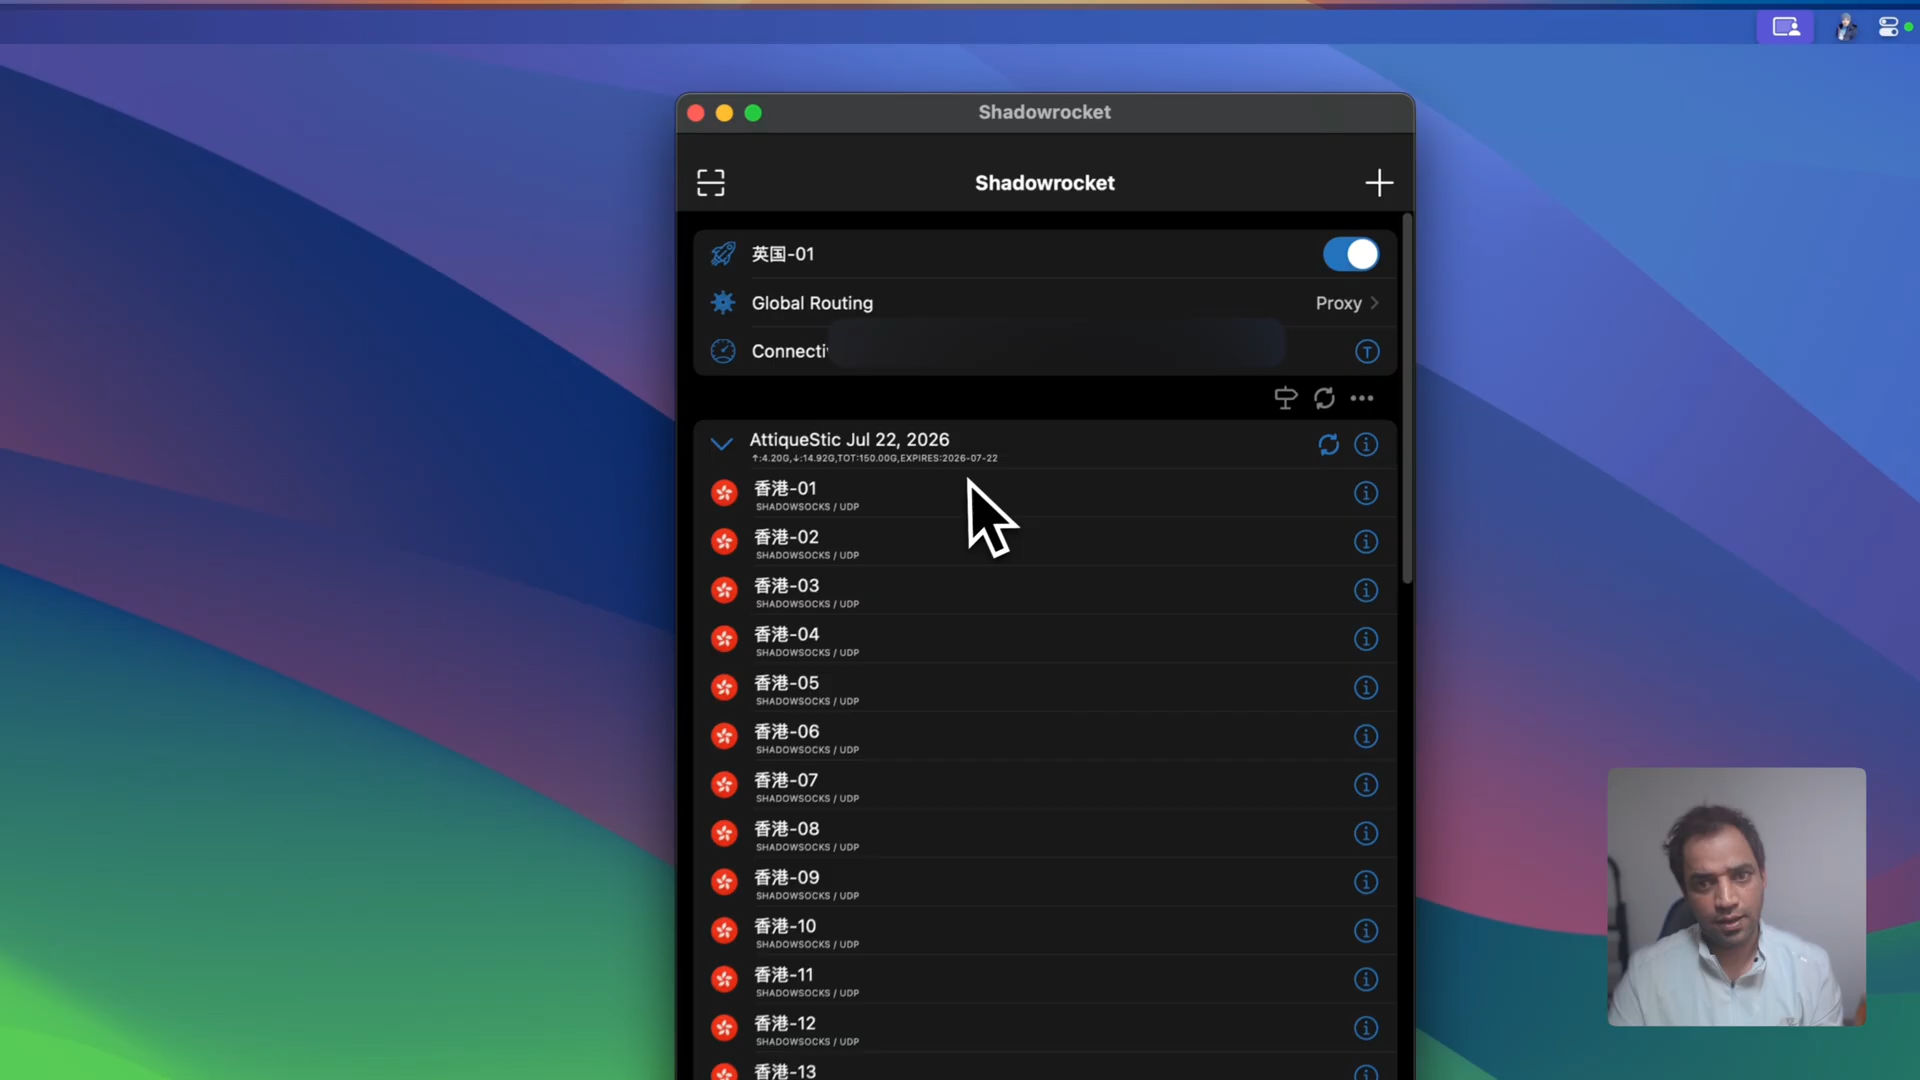 Shadowrocket
Shadowrocket
英国-01
Global Routing
Proxy
T
AttiqueStic Jul 22, 2026
↑:4.20G,↓:14.92G,TOT:150.00G,EXPIRES:2026-07-22
香港-01
SHADOWSOCKS / UDP
香港-02
SHADOWSOCKS / UDP
香港-03
SHADOWSOCKS / UDP
香港-04
SHADOWSOCKS / UDP
香港-05
SHADOWSOCKS / UDP
香港-06
SHADOWSOCKS / UDP
香港-07
SHADOWSOCKS / UDP
香港-08
SHADOWSOCKS / UDP
香港-09
SHADOWSOCKS / UDP
香港-10
SHADOWSOCKS / UDP
香港-11
SHADOWSOCKS / UDP
香港-12
SHADOWSOCKS / UDP
香港-13